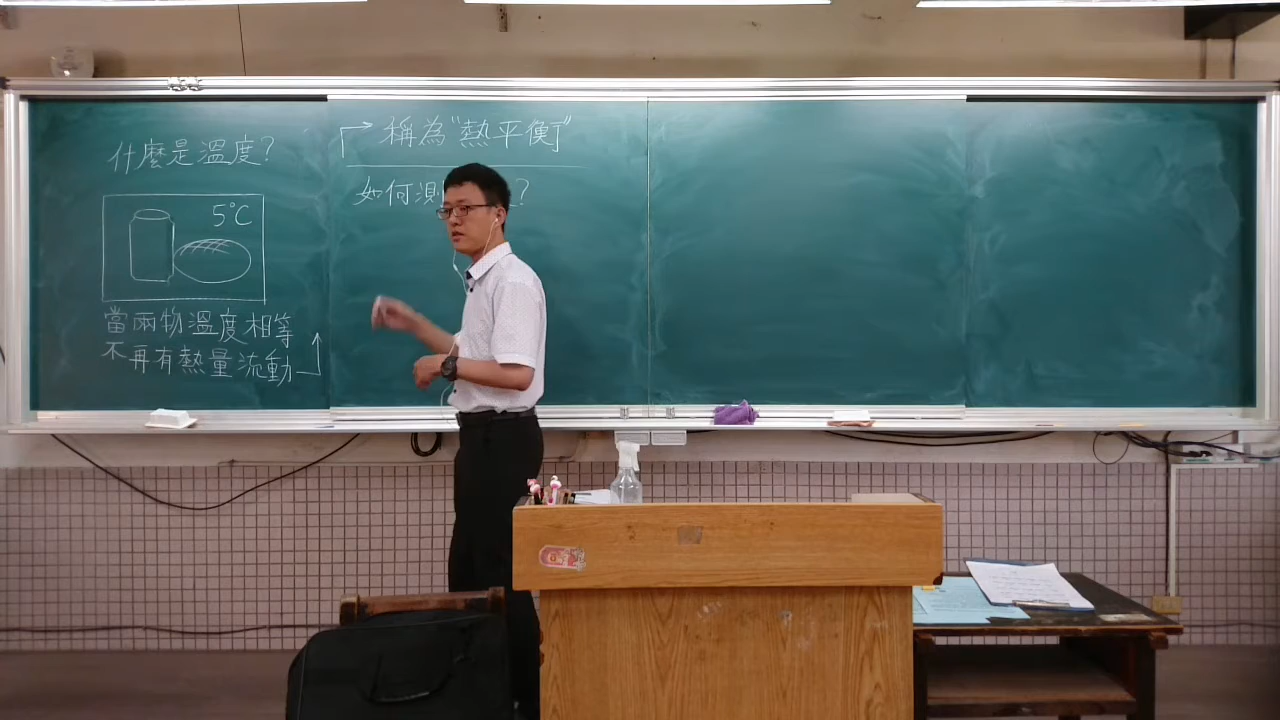 什麼是溫度?
5°C
當兩物溫度相等
不再有熱量流動
稱為"熱平衡"
如何測?